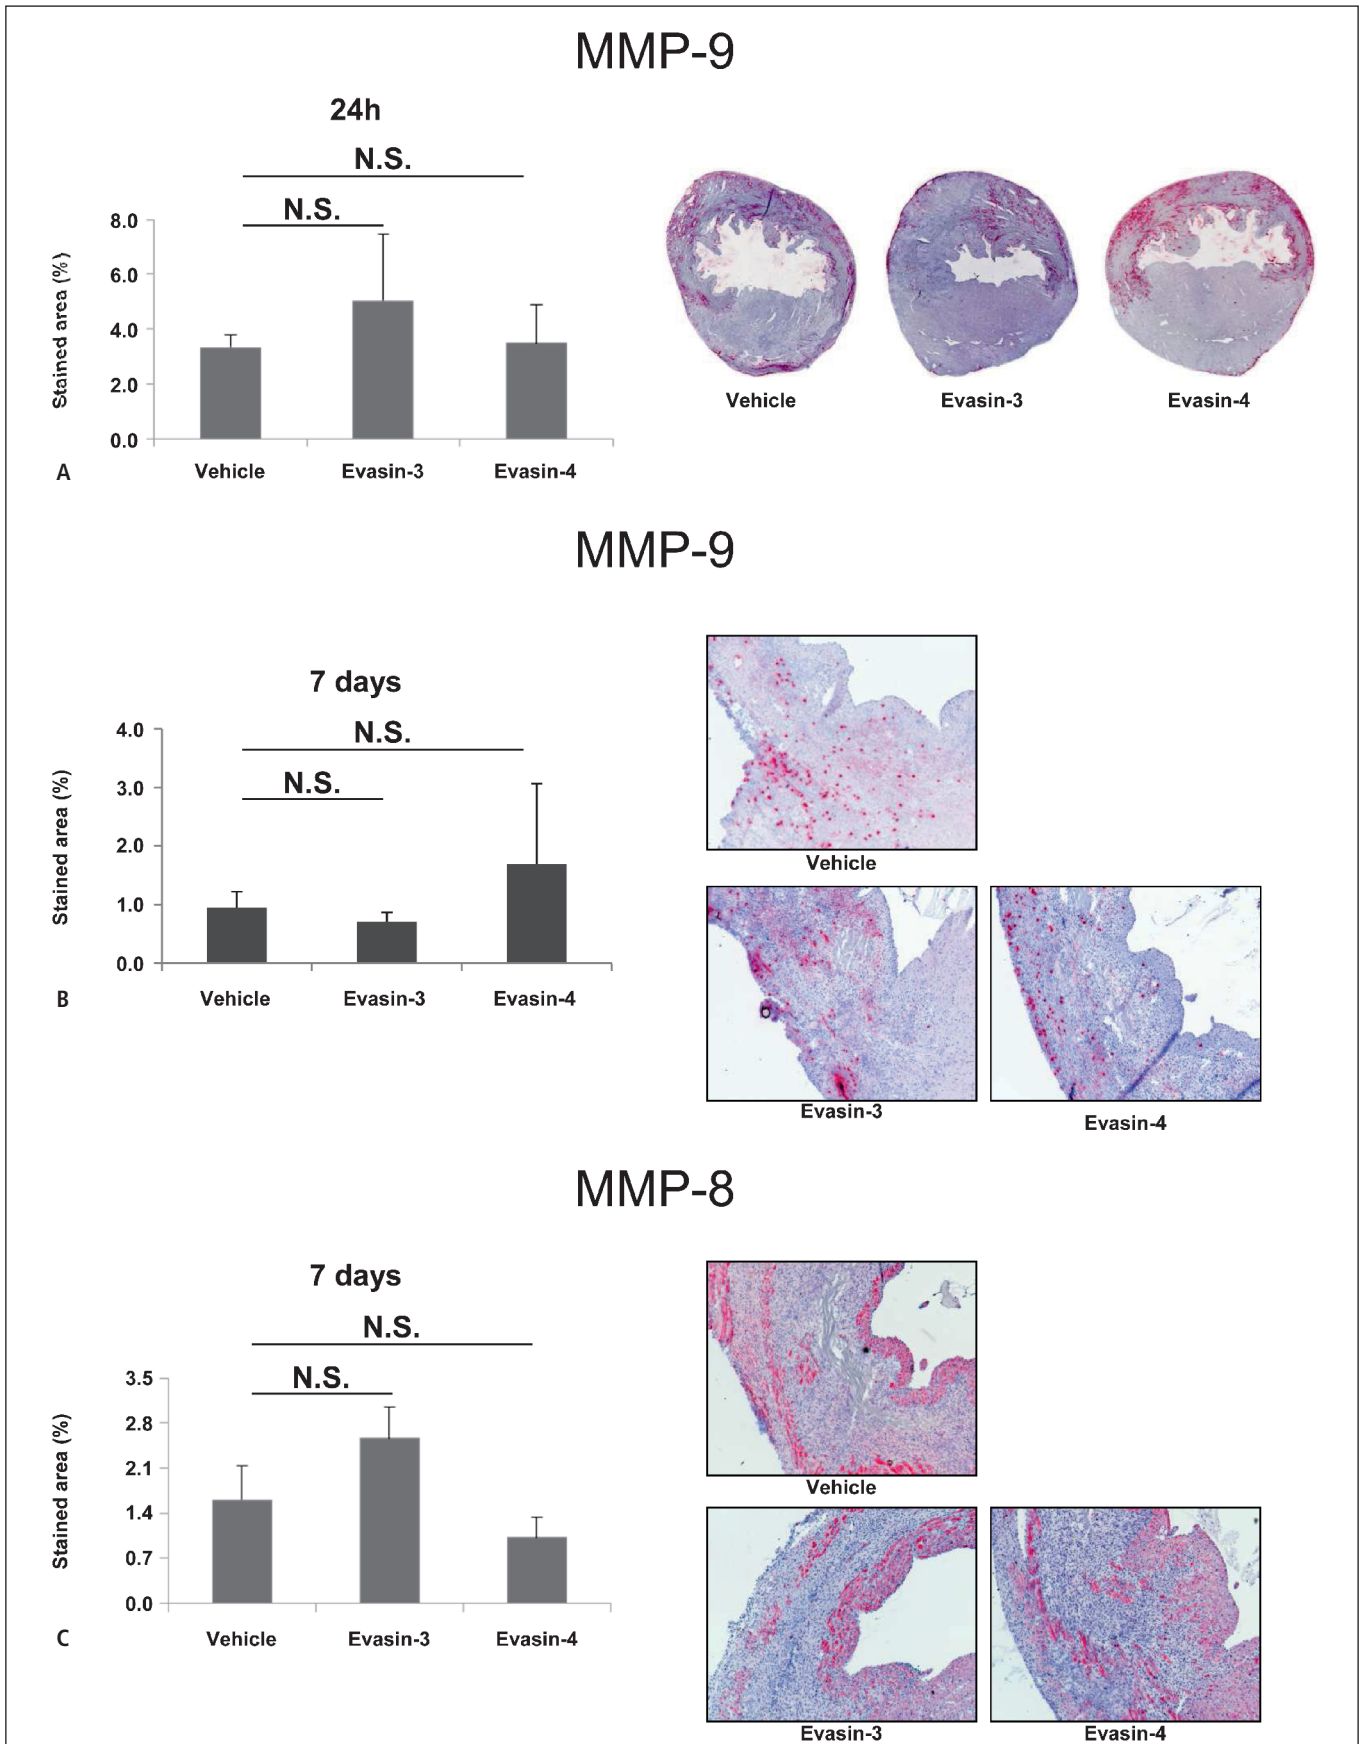 MMP-9
24h
N.S.
N.S.
8.0
6.0
4.0
2.0
0.0
Stained area (%)
Vehicle
Evasin-3
Evasin-4
Vehicle
Evasin-3
Evasin-4
A
MMP-9
7 days
N.S.
N.S.
4.0
3.0
2.0
1.0
0.0
Stained area (%)
Vehicle
Evasin-3
Evasin-4
Vehicle
Evasin-3
Evasin-4
B
MMP-8
7 days
N.S.
N.S.
3.5
2.8
2.1
1.4
0.7
0.0
Stained area (%)
Vehicle
Evasin-3
Evasin-4
Vehicle
Evasin-3
Evasin-4
C